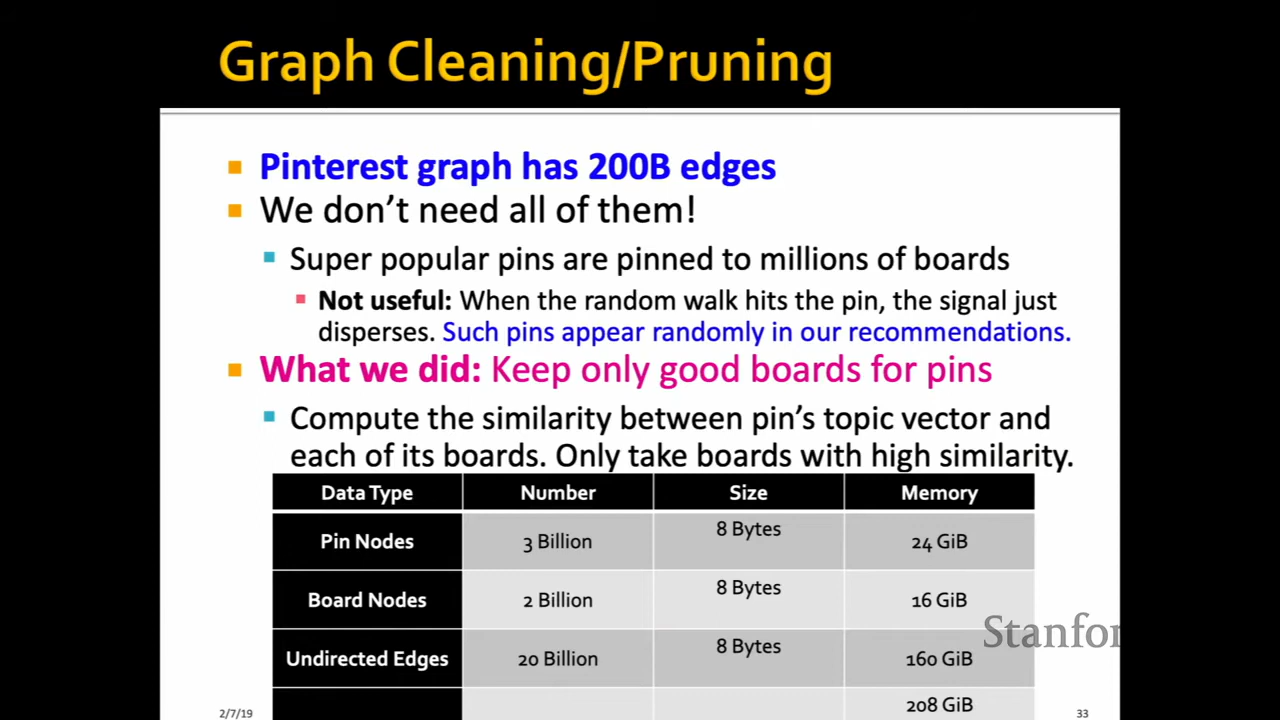 Graph Cleaning/Pruning
Pinterest graph has 200B edges
We don't need all of them!
Super popular pins are pinned to millions of boards
Not useful: When the random walk hits the pin, the signal just
disperses. Such pins appear randomly in our recommendations.
What we did: Keep only good boards for pins
Compute the similarity between pin's topic vector and
each of its boards. Only take boards with high similarity.
Data Type Number Size Memory
Pin Nodes 3 Billion 8 Bytes 24 GiB
Board Nodes 2 Billion 8 Bytes 16 GiB
Undirected Edges 20 Billion 8 Bytes 160 GiB
208 GiB
Stanfor
2/7/19
33